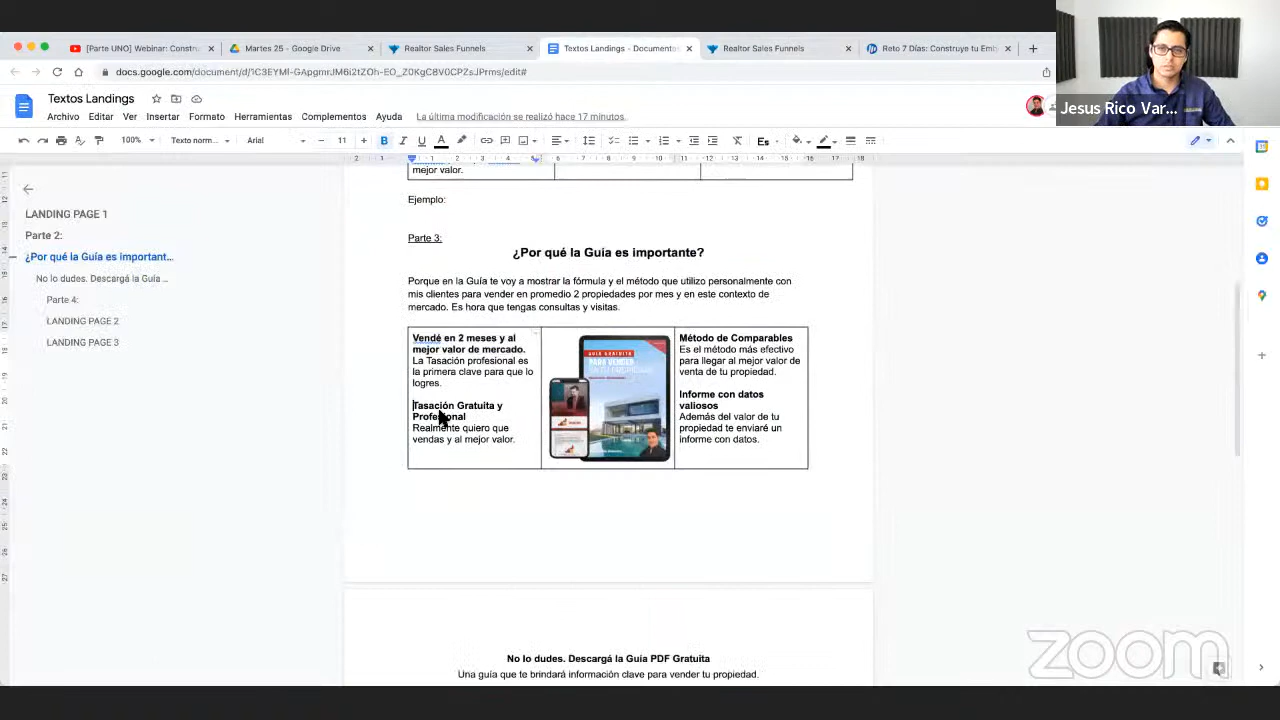 [Parte UNO] Webinar: Constru
Martes 25 - Google Drive
Realtor Sales Funnels
Textos Landings - Documentos
Realtor Sales Funnels
Reto 7 Días: Construye tu Emb
docs.google.com/document/d/
Textos Landings
Archivo Editar Ver Insertar Formato Herramientas Complementos Ayuda La última modificación se realizó hace 17 minutos.
Jesus Rico Var...
100% Texto norm... Arial 11
mejor valor.
Ejemplo:
Parte 3:
¿Por qué la Guía es importante?
Porque en la Guía te voy a mostrar la fórmula y el método que utilizo personalmente con
mis clientes para vender en promedio 2 propiedades por mes y en este contexto de
mercado. Es hora que tengas consultas y visitas.
Vendé en 2 meses y al
mejor valor de mercado.
La Tasación profesional es
la primera clave para que lo
logres.
Tasación Gratuita y
Profesional
Realmente quiero que
vendas y al mejor valor.
GUÍA GRATUITA
PARA VENDER
TU PROPIEDAD
Método de Comparables
Es el método más efectivo
para llegar al mejor valor de
venta de tu propiedad.
Informe con datos
valiosos
Además del valor de tu
propiedad te enviaré un
informe con datos.
No lo dudes. Descargá la Guía PDF Gratuita
Una guía que te brindará información clave para vender tu propiedad.
LANDING PAGE 1
Parte 2:
¿Por qué la Guía es important...
No lo dudes. Descargá la Guía ...
Parte 4:
LANDING PAGE 2
LANDING PAGE 3
zoom